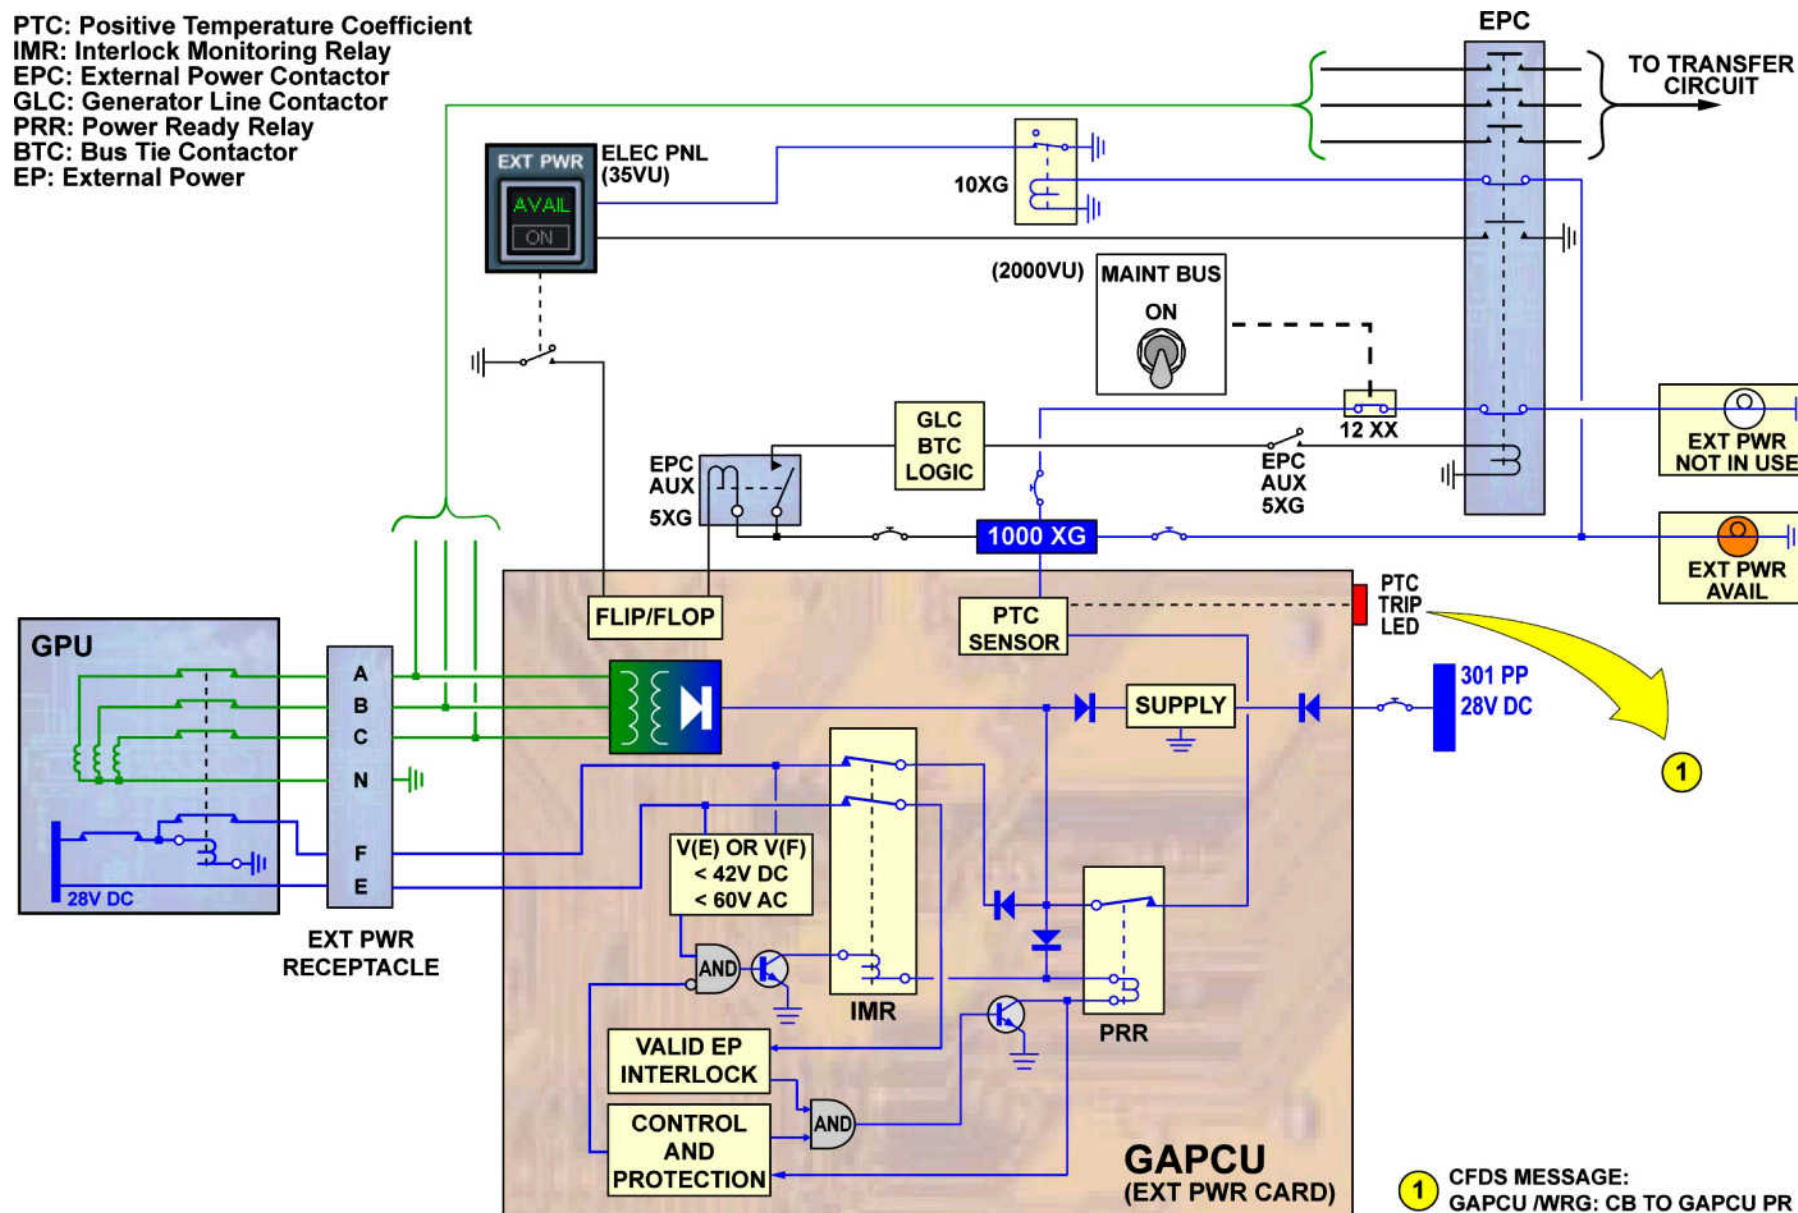 PTC: Positive Temperature Coefficient
IMR: Interlock Monitoring Relay
EPC: External Power Contactor
GLC: Generator Line Contactor
PRR: Power Ready Relay
BTC: Bus Tie Contactor
EP: External Power
EPC
TO TRANSFER
CIRCUIT
EXT PWR
AVAIL
ON
ELEC PNL
(35VU)
10XG
(2000VU)
MAINT BUS
ON
12 XX
GLC
BTC
LOGIC
EPC
AUX
5XG
EPC
AUX
5XG
EXT PWR
NOT IN USE
1000 XG
EXT PWR
AVAIL
FLIP/FLOP
PTC
SENSOR
PTC
TRIP
LED
GPU
A
B
C
N
F
E
28V DC
EXT PWR
RECEPTACLE
SUPPLY
301 PP
28V DC
1
V(E) OR V(F)
< 42V DC
< 60V AC
AND
IMR
PRR
VALID EP
INTERLOCK
AND
CONTROL
AND
PROTECTION
GAPCU
(EXT PWR CARD)
1
CFDS MESSAGE:
GAPCU /WRG: CB TO GAPCU PR